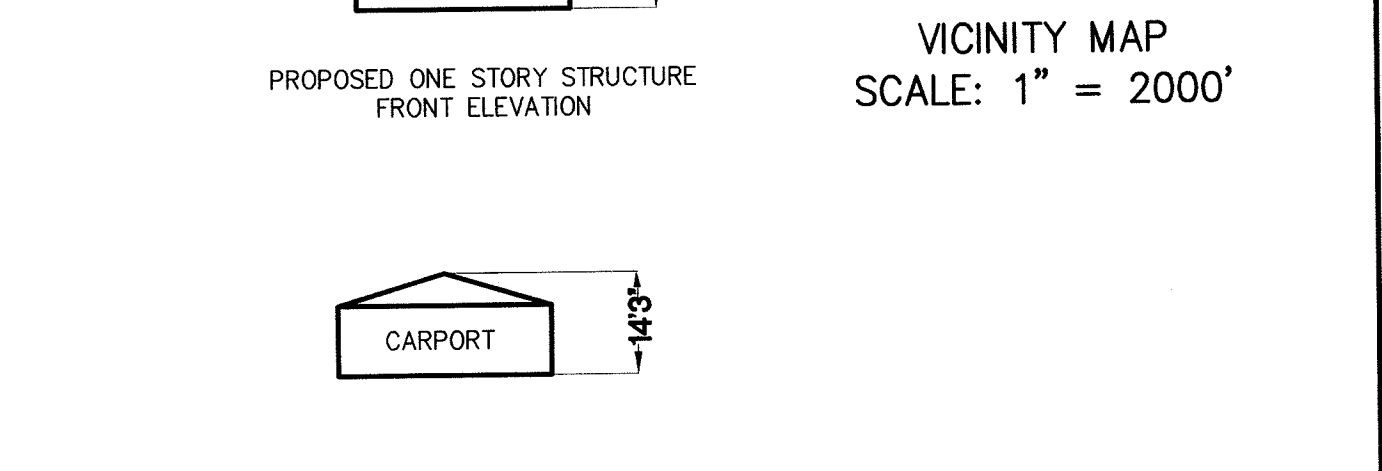 PROPOSED ONE STORY STRUCTURE
FRONT ELEVATION
VICINITY MAP
SCALE: 1" = 2000'
CARPORT
14'3"